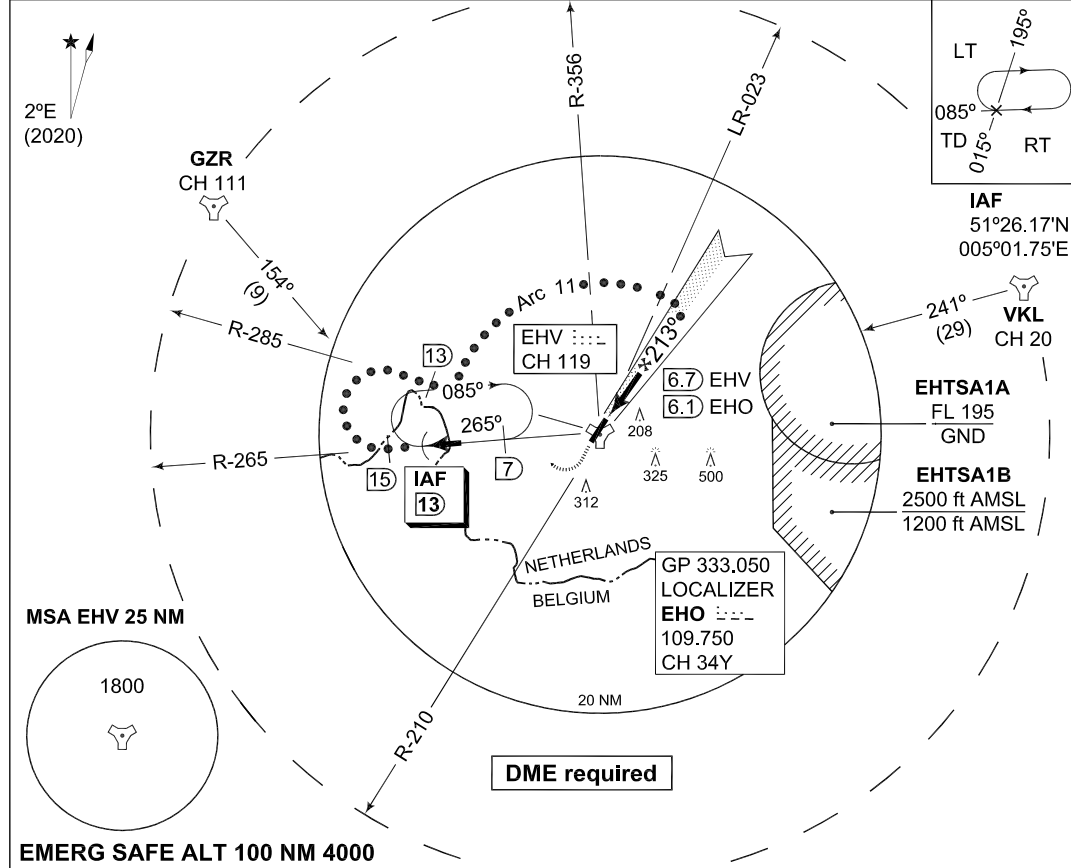 2ºE
(2020)
GZR
CH 111
154º
(9)
R-285
R-265
R-356
LR-023
Arc 11
EHV
CH 119
213º
13
085º
265º
15
7
IAF
13
6.7 EHV
6.1 EHO
208
325
500
312
LT
195º
085º
TD
015º
RT
IAF
51º26.17'N
005º01.75'E
241º
(29)
VKL
CH 20
EHTSA1A
FL 195
GND
EHTSA1B
2500 ft AMSL
1200 ft AMSL
NETHERLANDS
BELGIUM
GP 333.050
LOCALIZER
EHO
109.750
CH 34Y
20 NM
R-210
MSA EHV 25 NM
1800
DME required
EMERG SAFE ALT 100 NM 4000